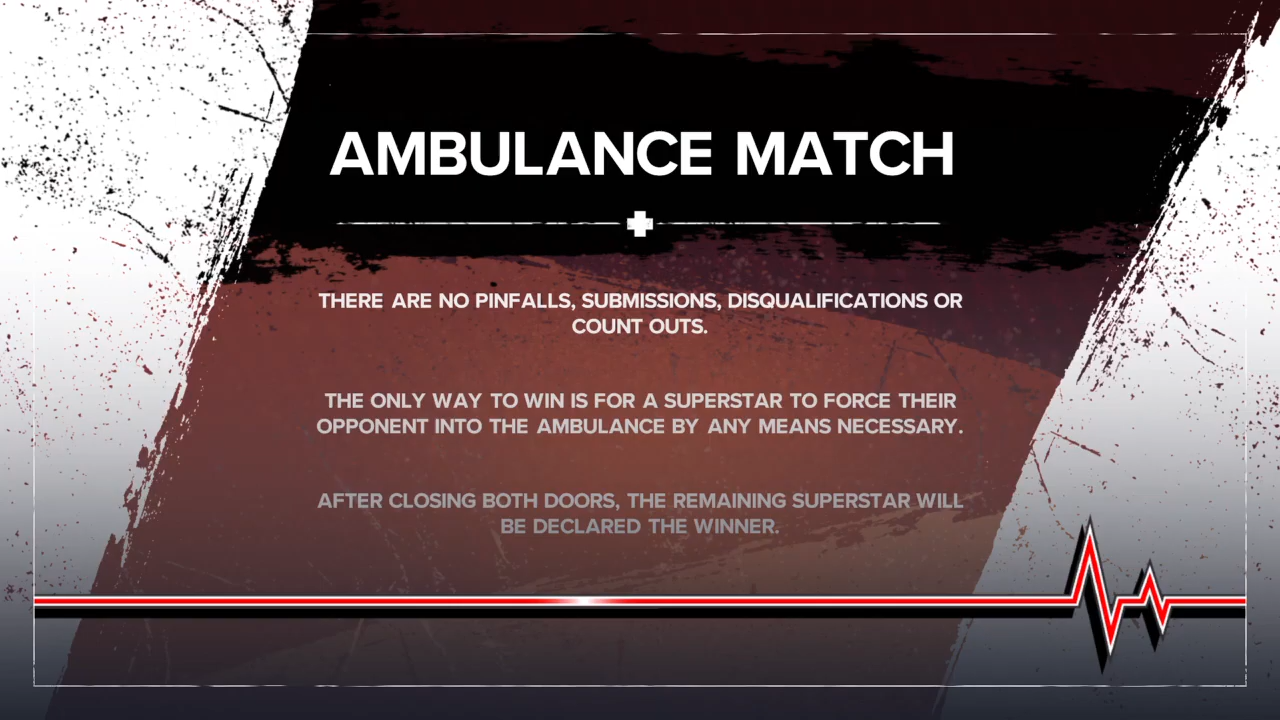 AMBULANCE MATCH
THERE ARE NO PINFALLS, SUBMISSIONS, DISQUALIFICATIONS OR
COUNT OUTS.
THE ONLY WAY TO WIN IS FOR A SUPERSTAR TO FORCE THEIR
OPPONENT INTO THE AMBULANCE BY ANY MEANS NECESSARY.
AFTER CLOSING BOTH DOORS, THE REMAINING SUPERSTAR WILL
BE DECLARED THE WINNER.